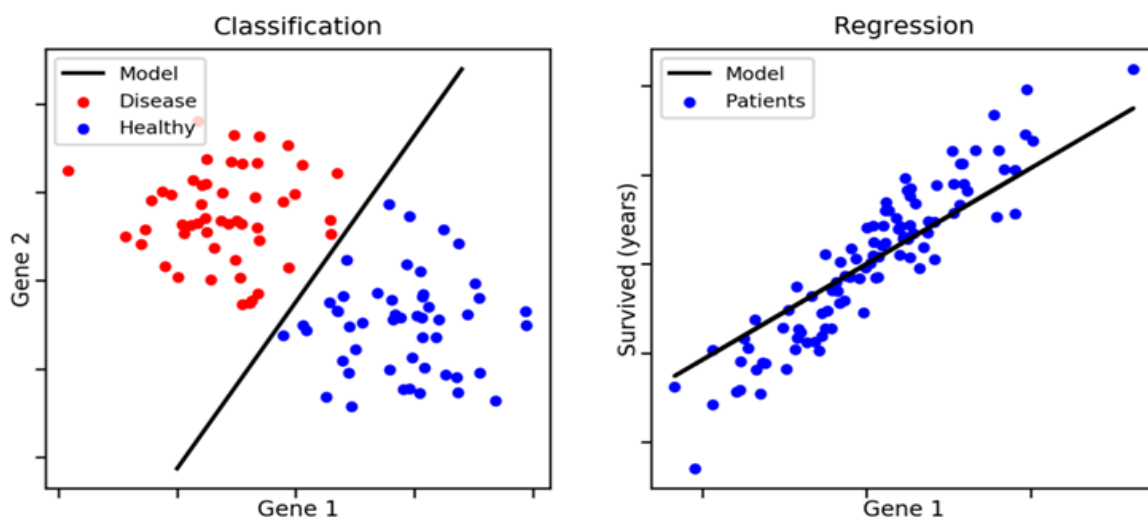 Classification
Model
Disease
Healthy
Gene 2
Gene 1
Regression
Model
Patients
Survived (years)
Gene 1